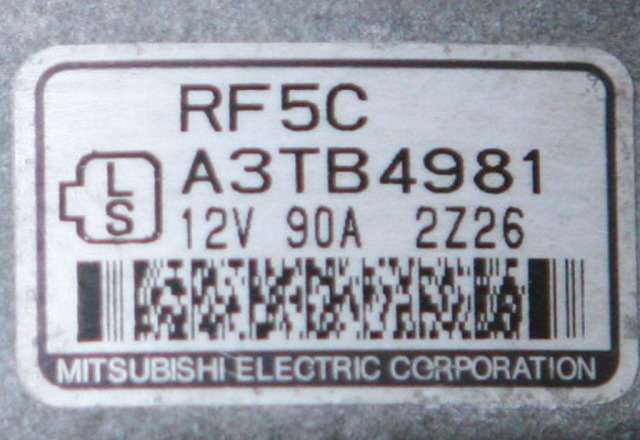 RF5C
L
S
A3TB4981
12V 90A 2Z26
MITSUBISHI ELECTRIC CORPORATION